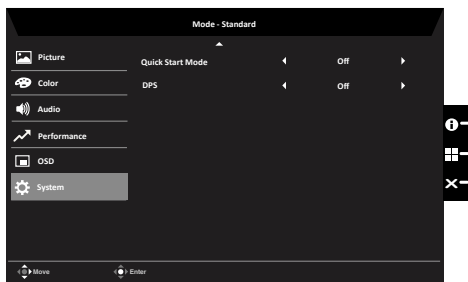 Mode - Standard
Picture
Quick Start Mode Off
Color
DPS Off
Audio
Performance
OSD
System
Move Enter